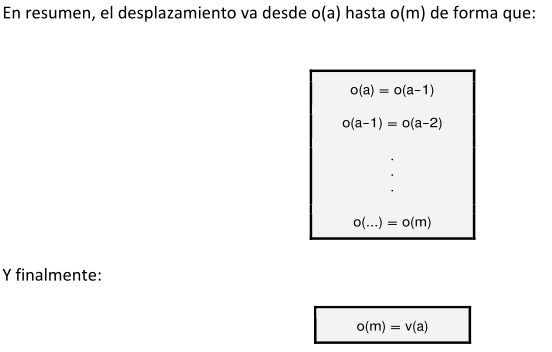 En resumen, el desplazamiento va desde o(a) hasta o(m) de forma que:
o(a) = o(a-1)
o(a-1) = o(a-2)
.
.
.
o(...) = o(m)
Y finalmente:
o(m) = v(a)